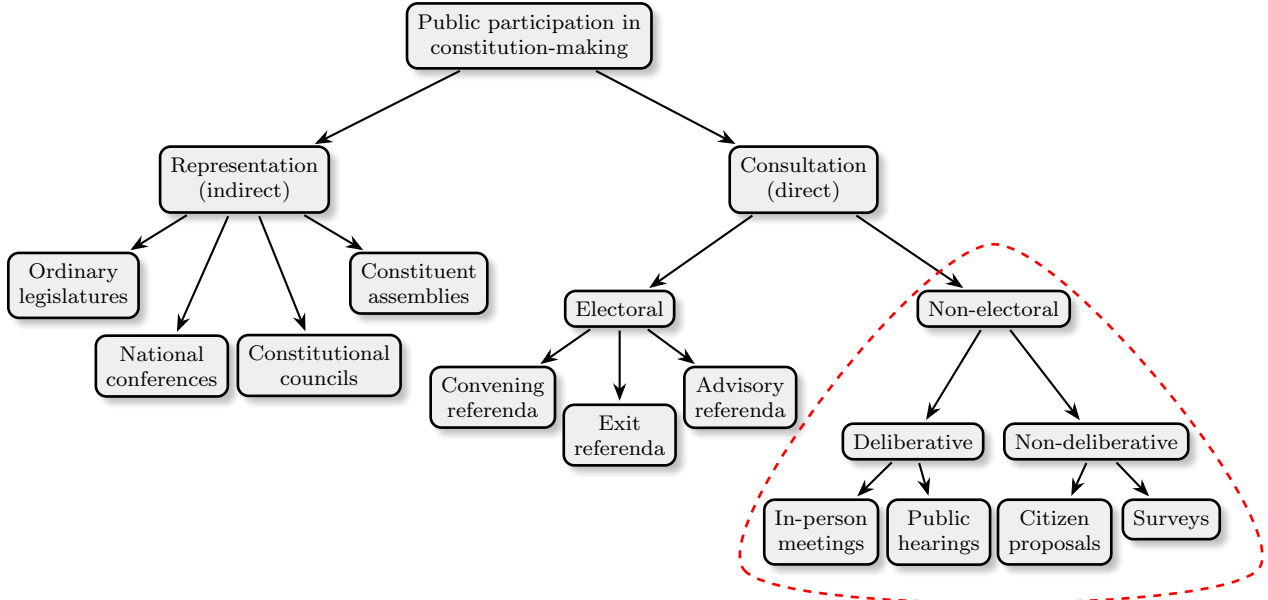 Public participation in
constitution-making
Representation
(indirect)
Consultation
(direct)
Ordinary
legislatures
Constituent
assemblies
National
conferences
Constitutional
councils
Electoral
Non-electoral
Convening
referenda
Exit
referenda
Advisory
referenda
Deliberative
Non-deliberative
In-person
meetings
Public
hearings
Citizen
proposals
Surveys